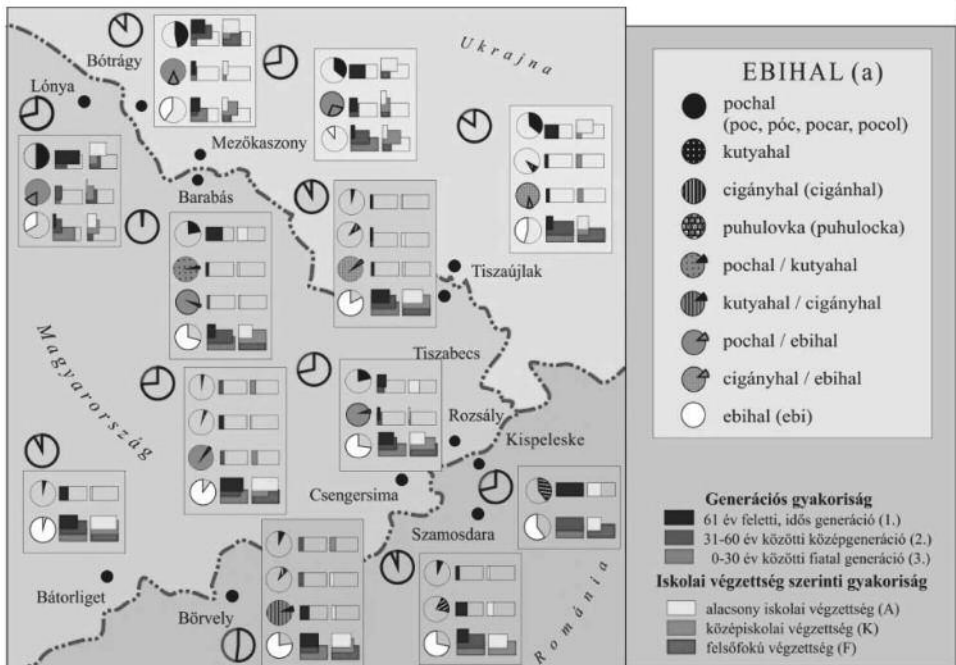 Ukrajna
Bótrágy
Lónya
Mezőkaszony
Barabás
Tiszaújlak
Magyarország
Tiszabecs
Rozsály
Kispeleske
Csengersima
Szamosdara
Bátorliget
Börvely
Románia
EBIHAL (a)
pochal
(poc, póc, pocar, pocol)
kutyahal
cigányhal (cigánhal)
puhulovka (puhulocka)
pochal / kutyahal
kutyahal / cigányhal
pochal / ebihal
cigányhal / ebihal
ebihal (ebi)
Generációs gyakoriság
61 év feletti, idős generáció (1.)
31-60 év közötti középgeneráció (2.)
0-30 év közötti fiatal generáció (3.)
Iskolai végzettség szerinti gyakoriság
alacsony iskolai végzettség (A)
középiskolai végzettség (K)
felsőfokú végzettség (F)